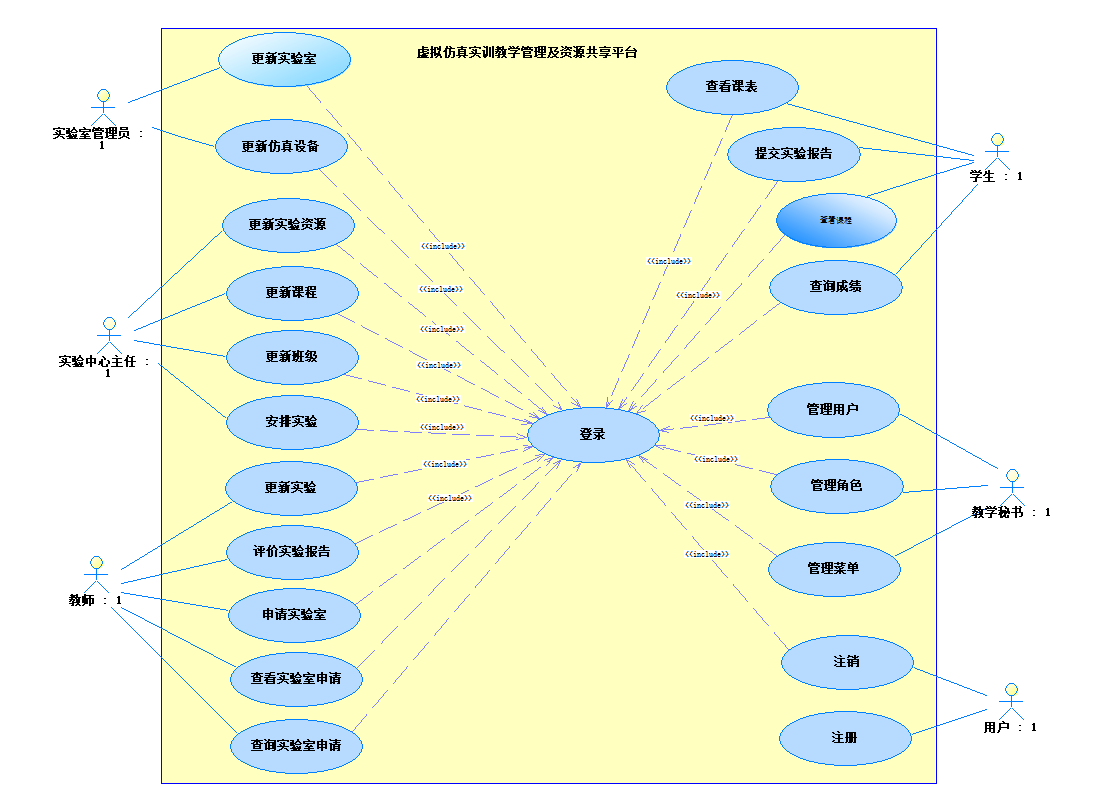 虚拟仿真实训教学管理及资源共享平台
更新实验室
查看课表
实验室管理员 :
1
更新仿真设备
提交实验报告
学生 : 1
更新实验资源
查看课程
<<include>>
<<include>>
更新课程
<<include>>
查询成绩
<<include>>
<<include>>
实验中心主任 :
1
更新班级
<<include>>
<<include>>
安排实验
<<include>>
登录
<<include>>
管理用户
更新实验
<<include>>
<<include>>
管理角色
<<include>>
<<include>>
教学秘书 : 1
评价实验报告
<<include>>
管理菜单
教师 : 1
申请实验室
查看实验室申请
注销
查询实验室申请
注册
用户 : 1